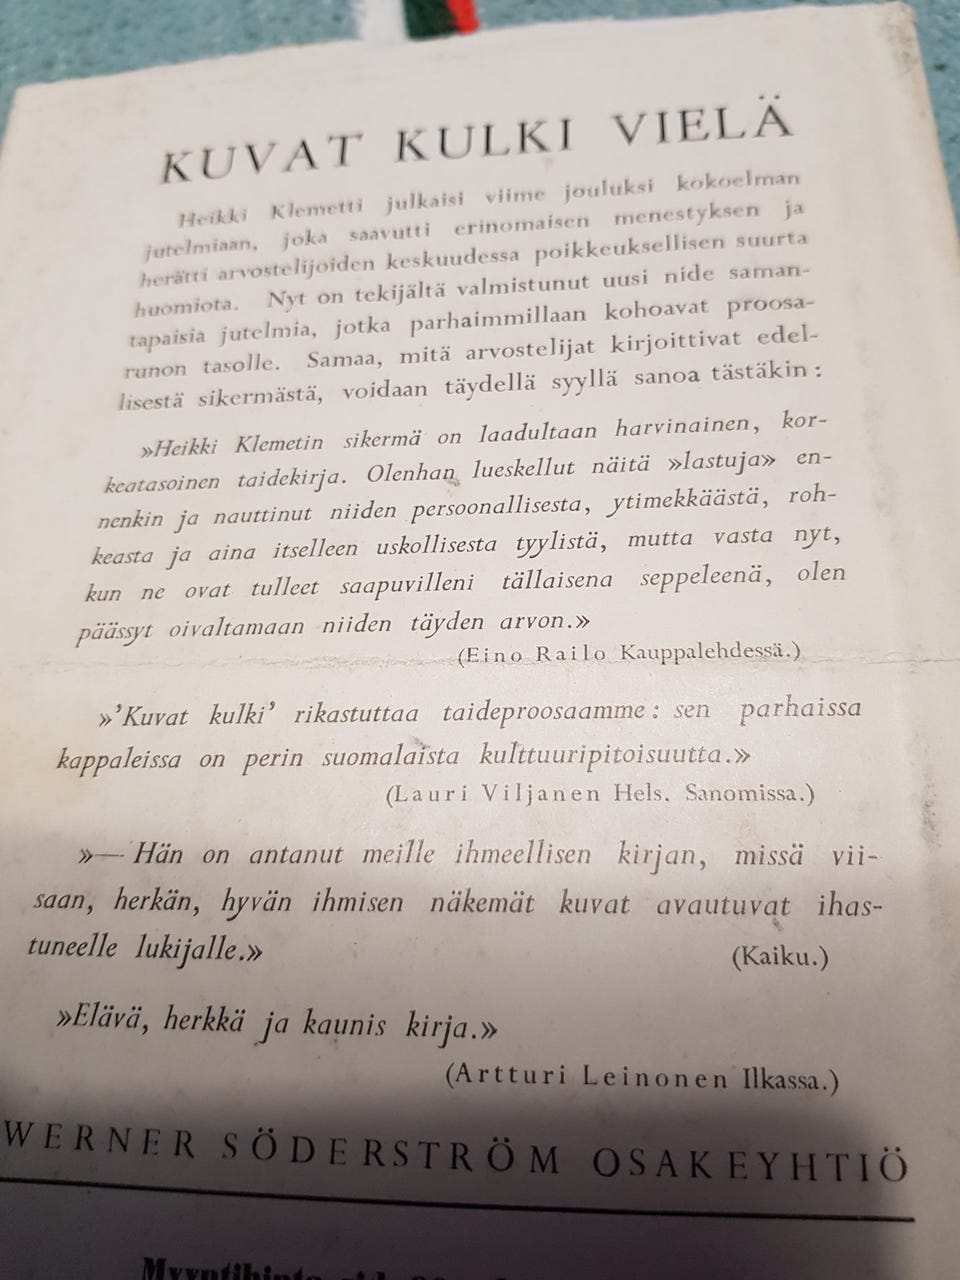 KUVAT KULKI VIELÄ
Heikki Klemetti julkaisi viime jouluksi kokoelman
jutelmiaan, joka saavutti erinomaisen menestyksen ja
herätti arvostelijoiden keskuudessa poikkeuksellisen suurta
huomiota. Nyt on tekijältä valmistunut uusi nide saman-
tapaisia jutelmia, jotka parhaimmillaan kohoavat proosa-
runon tasolle. Samaa, mitä arvostelijat kirjoittivat edel-
lisestä sikermästä, voidaan täydellä syyllä sanoa tästäkin:
»Heikki Klemetin sikermä on laadultaan harvinainen, kor-
keatasoinen taidekirja. Olenhan lueskellut näitä »lastuja» en-
nenkin ja nauttinut niiden persoonallisesta, ytimekkäästä, roh-
keasta ja aina itselleen uskollisesta tyylistä, mutta vasta nyt,
kun ne ovat tulleet saapuvilleni tällaisena seppeleenä, olen
päässyt oivaltamaan niiden täyden arvon.»
(Eino Railo Kauppalehdessä.)
»'Kuvat kulki' rikastuttaa taideproosaamme: sen parhaissa
kappaleissa on perin suomalaista kulttuuripitoisuutta.»
(Lauri Viljanen Hels. Sanomissa.)
»— Hän on antanut meille ihmeellisen kirjan, missä vii-
saan, herkän, hyvän ihmisen näkemät kuvat avautuvat ihas-
tuneelle lukijalle.» (Kaiku.)
»Elävä, herkkä ja kaunis kirja.»
(Artturi Leinonen Ilkassa.)
WERNER SÖDERSTRÖM OSAKEYHTIÖ
Myyntihinta